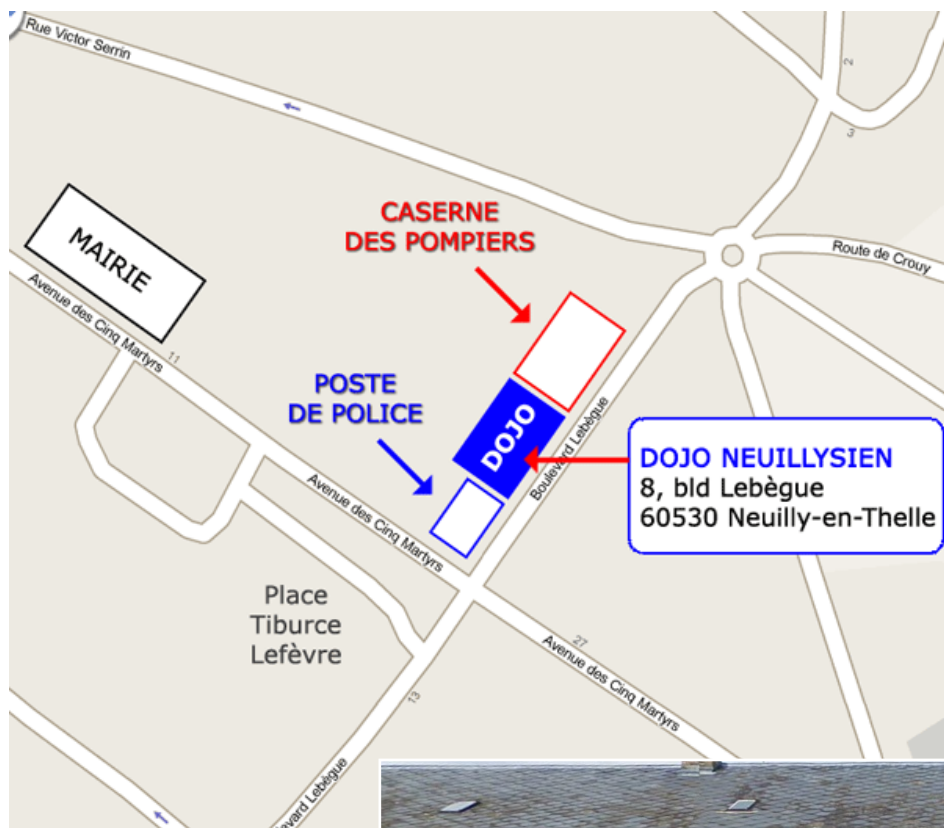 Rue Victor Serrin
2
3
CASERNE
DES POMPIERS
MAIRIE
Route de Crouy
Avenue des Cinq Martyrs
11
POSTE
DE POLICE
DOJO
Boulevard Lebègue
DOJO NEUILLYSIEN
8, bld Lebègue
60530 Neuilly-en-Thelle
Avenue des Cinq Martyrs
Place
Tiburce
Lefèvre
27
Avenue des Cinq Martyrs
13
evard Lebègue